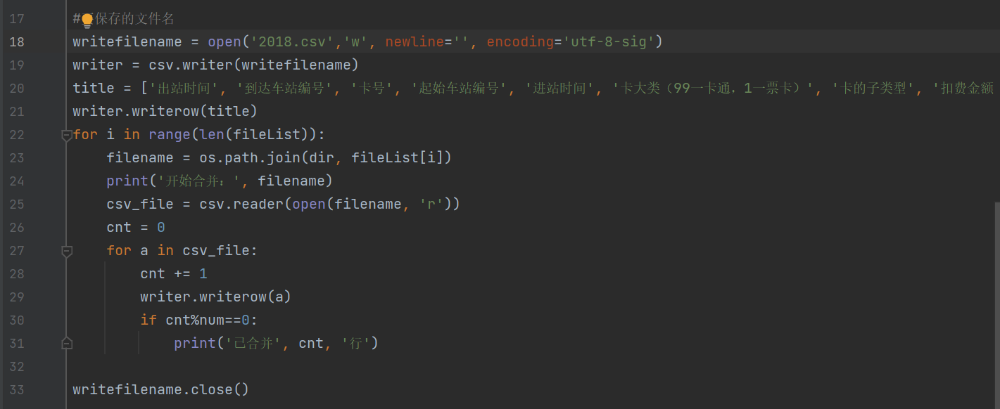 17 # 保存的文件名
18 writefilename = open('2018.csv','w', newline='', encoding='utf-8-sig')
19 writer = csv.writer(writefilename)
20 title = ['出站时间', '到达车站编号', '卡号', '起始车站编号', '进站时间', '卡大类（99一卡通，1一票卡）', '卡的子类型', '扣费金额
21 writer.writerow(title)
22 for i in range(len(fileList)):
23     filename = os.path.join(dir, fileList[i])
24     print('开始合并：', filename)
25     csv_file = csv.reader(open(filename, 'r'))
26     cnt = 0
27     for a in csv_file:
28         cnt += 1
29         writer.writerow(a)
30         if cnt%num==0:
31             print('已合并', cnt, '行')
32
33 writefilename.close()